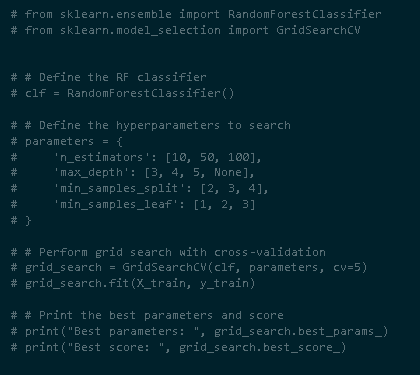 # from sklearn.ensemble import RandomForestClassifier
# from sklearn.model_selection import GridSearchCV
# # Define the RF classifier
# clf = RandomForestClassifier()
# # Define the hyperparameters to search
# parameters = {
#     'n_estimators': [10, 50, 100],
#     'max_depth': [3, 4, 5, None],
#     'min_samples_split': [2, 3, 4],
#     'min_samples_leaf': [1, 2, 3]
# }
# # Perform grid search with cross-validation
# grid_search = GridSearchCV(clf, parameters, cv=5)
# grid_search.fit(X_train, y_train)
# # Print the best parameters and score
# print("Best parameters: ", grid_search.best_params_)
# print("Best score: ", grid_search.best_score_)